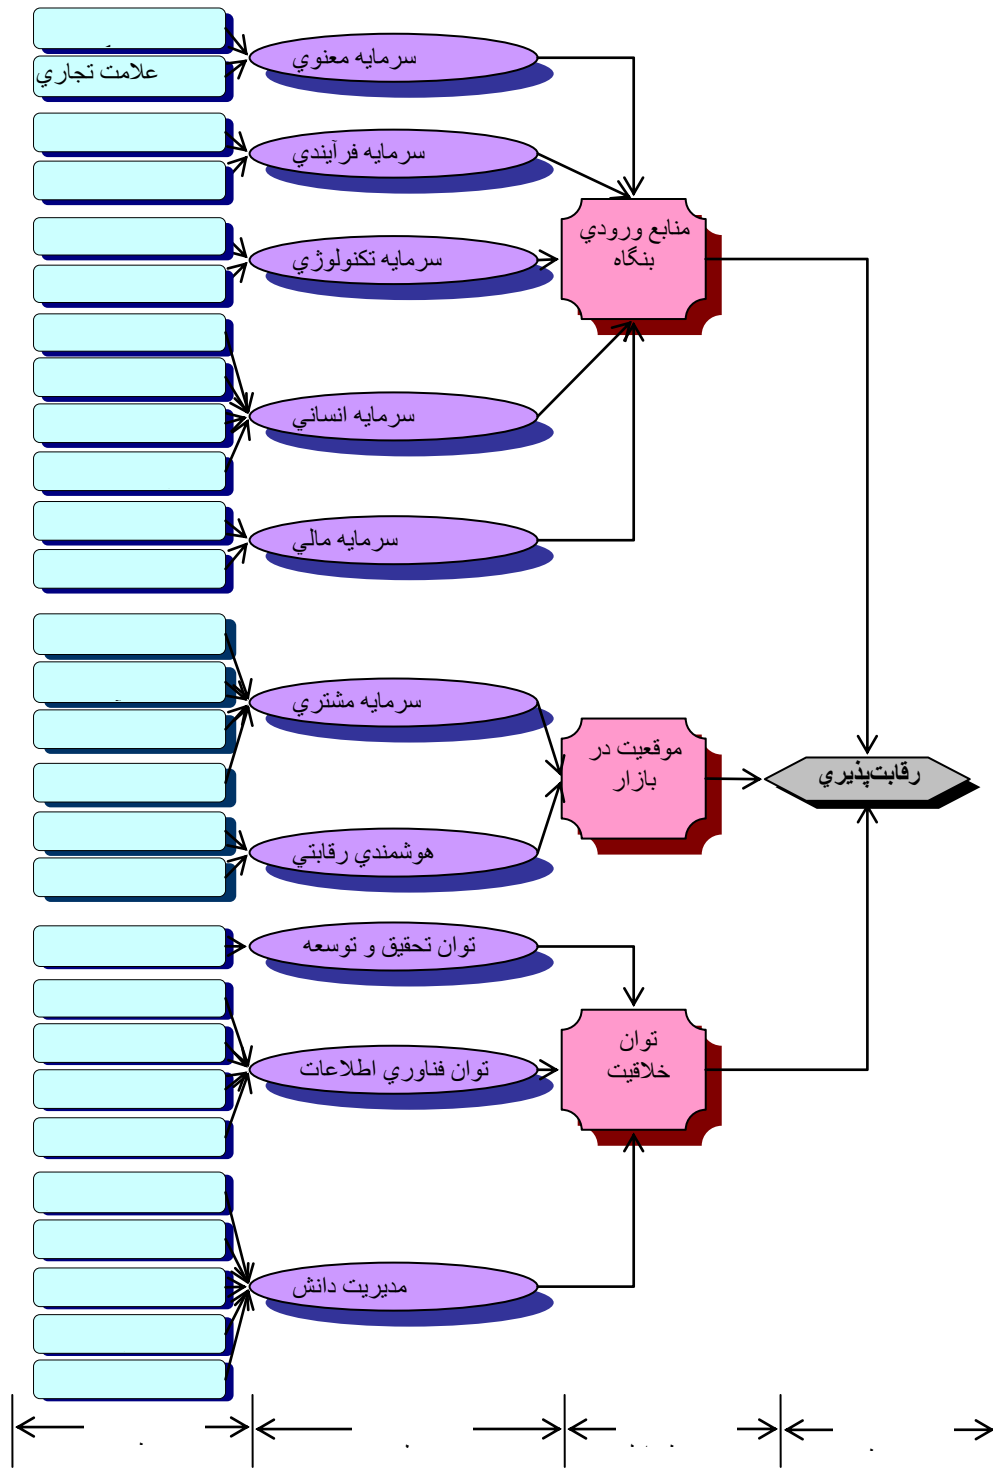 سرمايه معنوي
علامت تجاري
سرمايه فرآيندي
منابع ورودي
بنگاه
سرمايه تكنولوژي
سرمايه انساني
سرمايه مالي
سرمايه مشتري
موقعيت در
بازار
رقابت‌پذيري
هوشمندي رقابتي
توان تحقيق و توسعه
توان
خلاقيت
توان فناوري اطلاعات
مديريت دانش